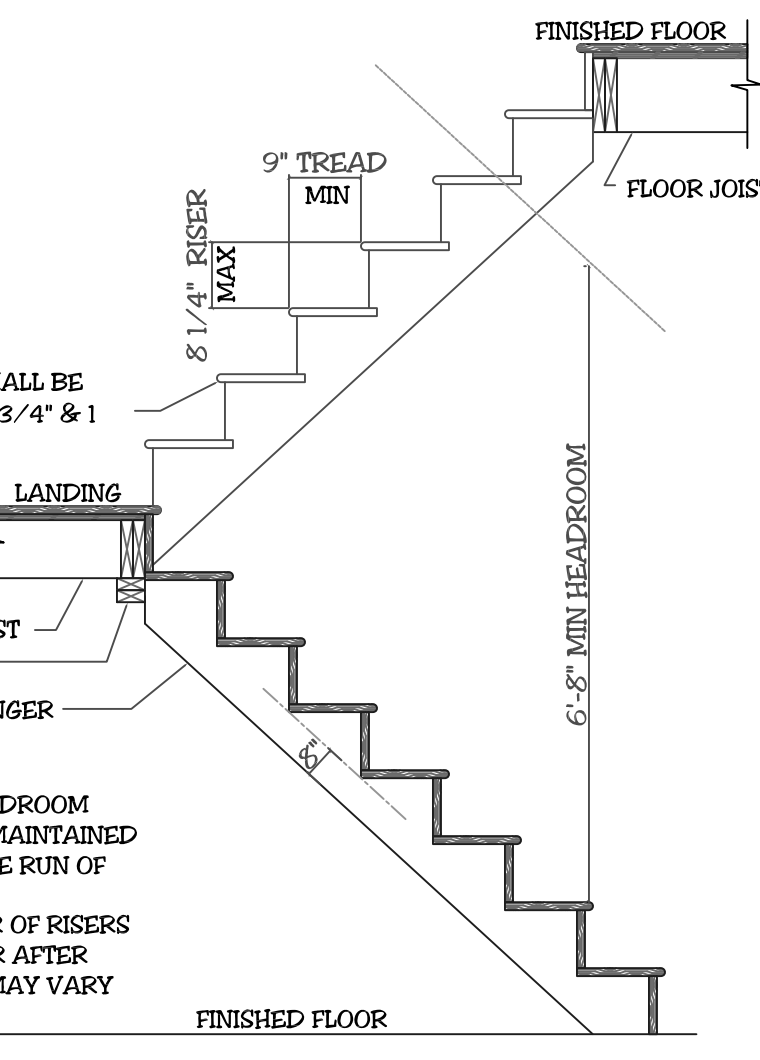 FINISHED FLOOR
9" TREAD
MIN
8 1/4" RISER
MAX
FLOOR JOIS
ALL BE
3/4" & 1
LANDING
6'-8" MIN HEADROOM
ST
NGER
8"
DROOM
MAINTAINED
E RUN OF
R OF RISERS
R AFTER
MAY VARY
FINISHED FLOOR